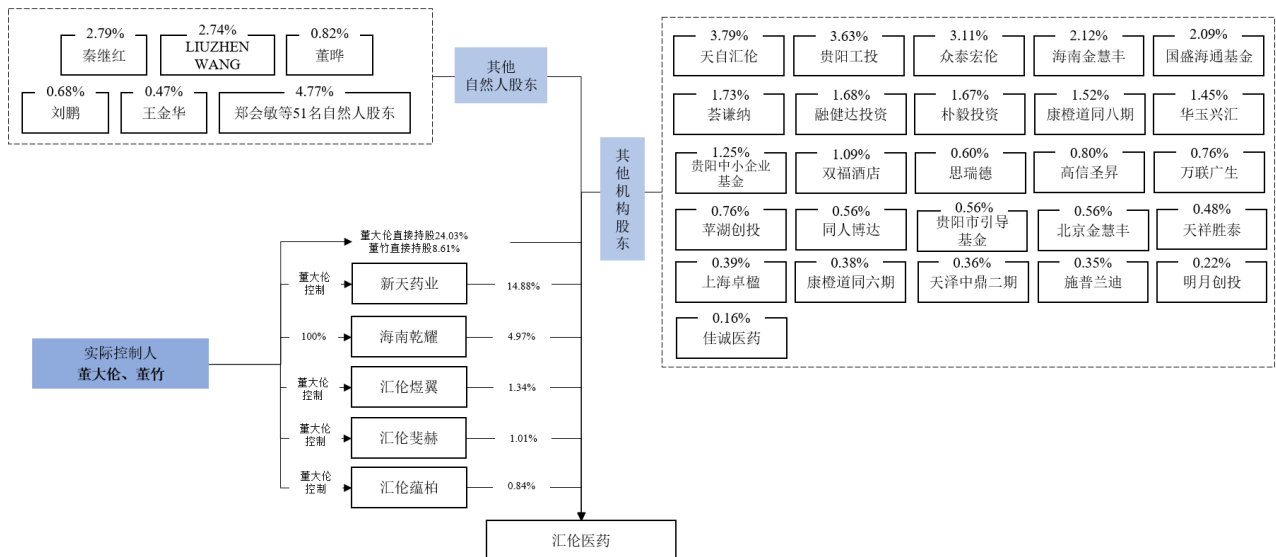 2.79%
秦继红
2.74%
LIUZHEN
WANG
0.82%
董晔
0.68%
刘鹏
0.47%
王金华
4.77%
郑会敏等51名自然人股东
其他
自然人股东
其他机构股东
3.79%
天自汇伦
3.63%
贵阳工投
3.11%
众泰宏伦
2.12%
海南金慧丰
2.09%
国盛海通基金
1.73%
荟谦纳
1.68%
融健达投资
1.67%
朴毅投资
1.52%
康橙道同八期
1.45%
华玉兴汇
1.25%
贵阳中小企业
基金
1.09%
双福酒店
0.60%
思瑞德
0.80%
高信圣昇
0.76%
万联广生
0.76%
苹湖创投
0.56%
同人博达
0.56%
贵阳市引导
基金
0.56%
北京金慧丰
0.48%
天祥胜泰
0.39%
上海卓楹
0.38%
康橙道同六期
0.36%
天泽中鼎二期
0.35%
施普兰迪
0.22%
明月创投
0.16%
佳诚医药
实际控制人
董大伦、董竹
董大伦直接持股24.03%
董竹直接持股8.61%
董大伦
控制
新天药业
14.88%
100%
海南乾耀
4.97%
董大伦
控制
汇伦煜翼
1.34%
董大伦
控制
汇伦斐赫
1.01%
董大伦
控制
汇伦蕴柏
0.84%
汇伦医药